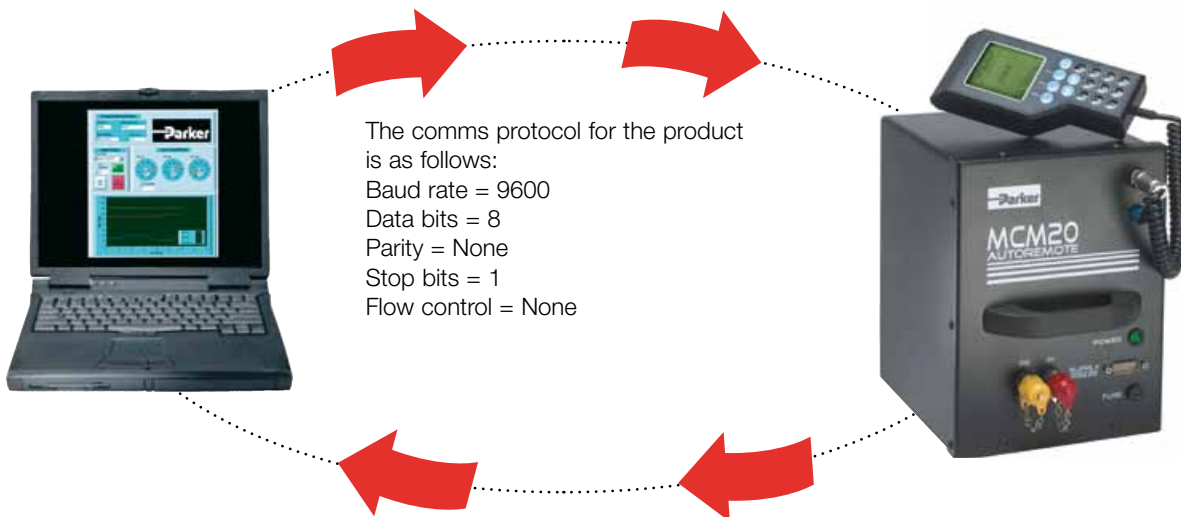 Parker
The comms protocol for the product
is as follows:
Baud rate = 9600
Data bits = 8
Parity = None
Stop bits = 1
Flow control = None
Parker
MCM20
AUTOREMOTE
POWER
FUSE